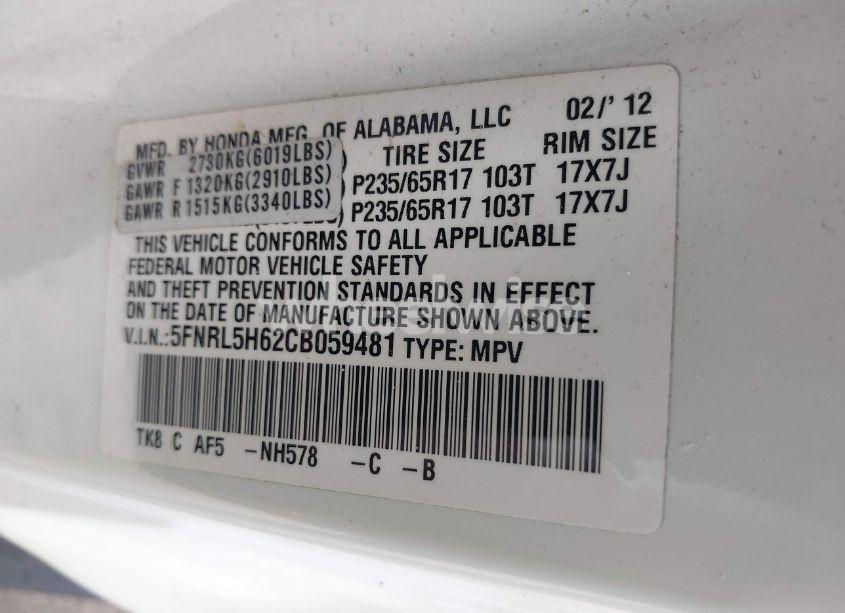 MFD. BY HONDA MFG. OF ALABAMA, LLC 02/'12
GVWR 2730KG(6019LBS) TIRE SIZE RIM SIZE
GAWR F 1320KG(2910LBS) P235/65R17 103T 17X7J
GAWR R 1515KG(3340LBS) P235/65R17 103T 17X7J
THIS VEHICLE CONFORMS TO ALL APPLICABLE
FEDERAL MOTOR VEHICLE SAFETY
AND THEFT PREVENTION STANDARDS IN EFFECT
ON THE DATE OF MANUFACTURE SHOWN ABOVE.
V.I.N.:5FNRL5H62CB059481 TYPE: MPV
TK8 C AF5 -NH578 -C -B